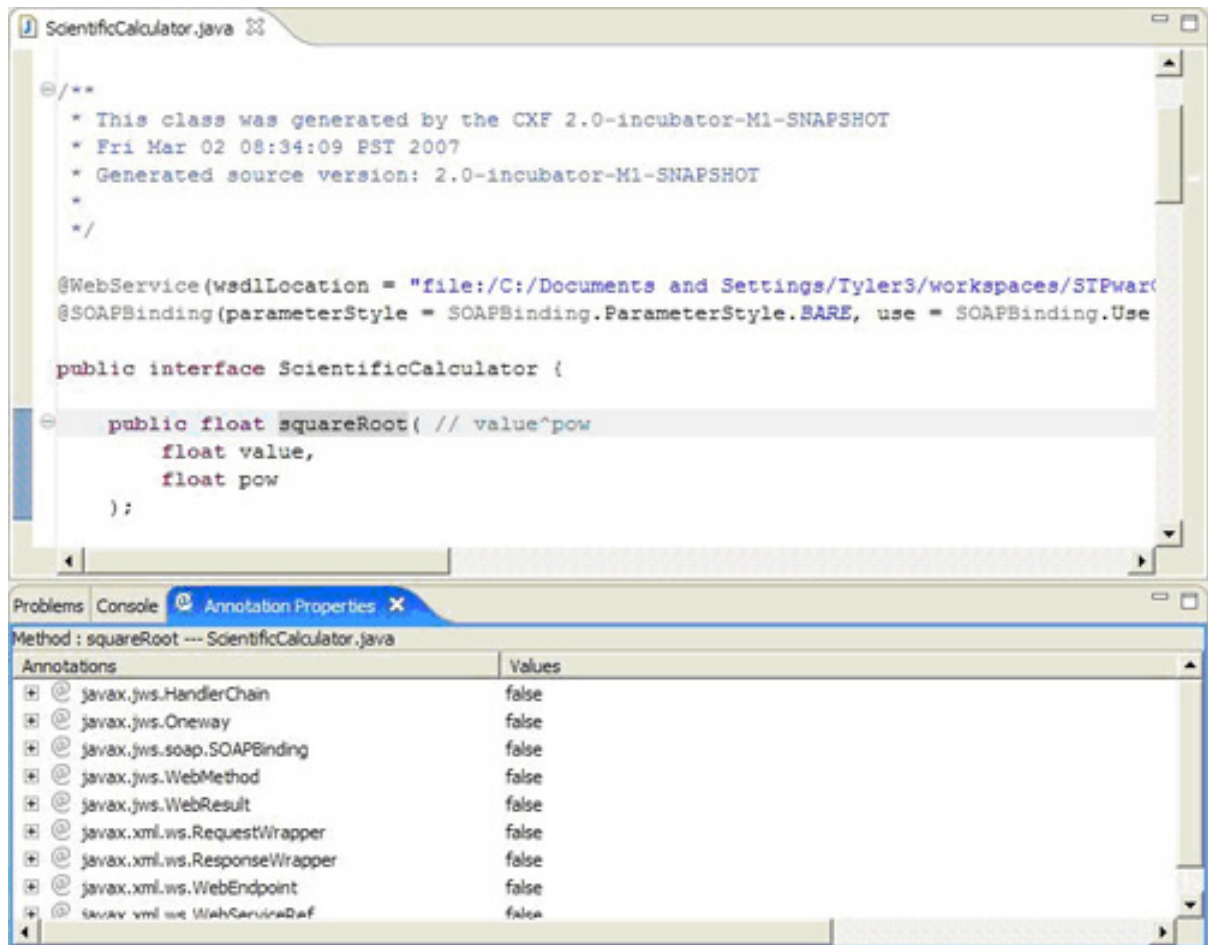 ScientificCalculator.java
/**
* This class was generated by the CXF 2.0-incubator-M1-SNAPSHOT
* Fri Mar 02 08:34:09 PST 2007
* Generated source version: 2.0-incubator-M1-SNAPSHOT
*
*/
@WebService(wsdlLocation = "file:/C:/Documents and Settings/Tyler3/workspaces/STPwar
@SOAPBinding(parameterStyle = SOAPBinding.ParameterStyle.BARE, use = SOAPBinding.Use
public interface ScientificCalculator {
public float squareRoot( // value^pow
float value,
float pow
);
Problems Console @ Annotation Properties
Method : squareRoot --- ScientificCalculator.java
Annotations Values
@ javax.jws.HandlerChain false
@ javax.jws.Oneway false
@ javax.jws.soap.SOAPBinding false
@ javax.jws.WebMethod false
@ javax.jws.WebResult false
@ javax.xml.ws.RequestWrapper false
@ javax.xml.ws.ResponseWrapper false
@ javax.xml.ws.WebEndpoint false
@ javax.xml.ws.WebServiceRef false